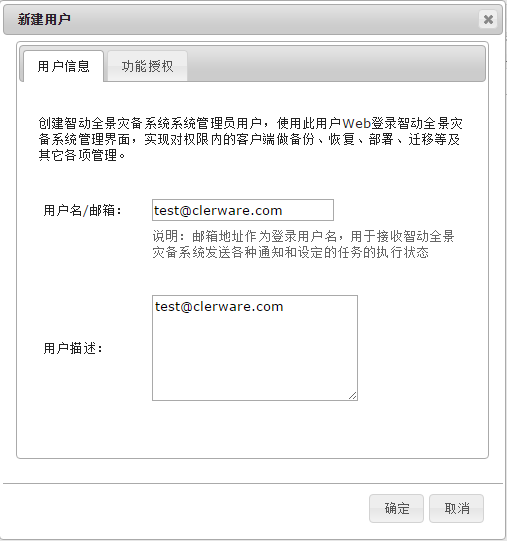 新建用户
用户信息
功能授权
创建智动全景灾备系统系统管理员用户，使用此用户Web登录智动全景灾
备系统管理界面，实现对权限内的客户端做备份、恢复、部署、迁移等及
其它各项管理。
用户名/邮箱：
test@clerware.com
说明：邮箱地址作为登录用户名，用于接收智动全景
灾备系统发送各种通知和设定的任务的执行状态
test@clerware.com
用户描述：
确定
取消